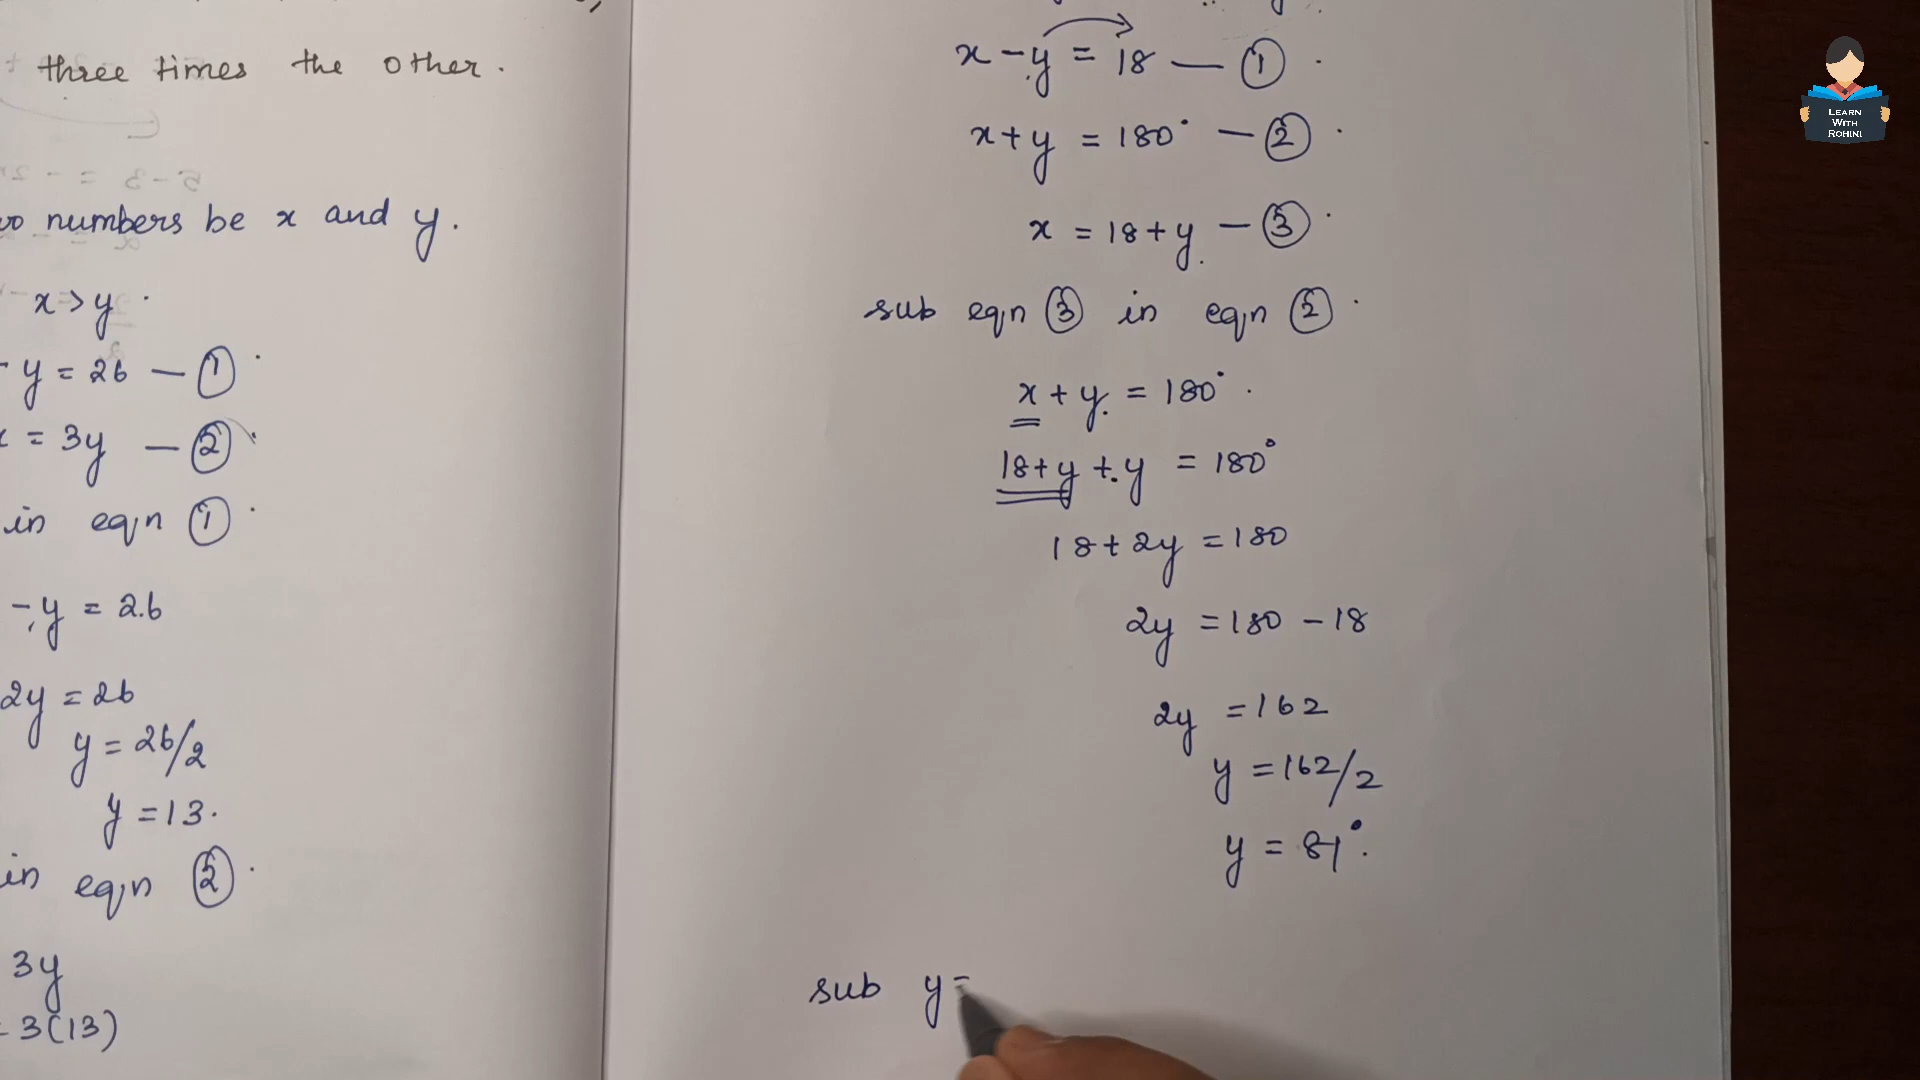 three times the other.
numbers be x and y.
x > y
y = 26 — ①
= 3y — ②
in eqn ①
- y = 26
2y = 26
y = 26/2
y = 13.
in eqn ②
3y
= 3(13)
x - y = 18 — ①
x + y = 180° — ②
x = 18 + y — ③
sub eqn ③ in eqn ②
x + y = 180°
18 + y + y = 180°
18 + 2y = 180
2y = 180 - 18
2y = 162
y = 162/2
y = 81°.
sub y =
LEARN
WITH
ROHINI